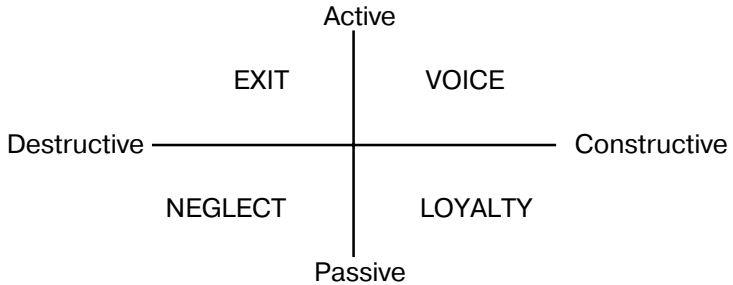 Active
EXIT VOICE
Destructive Constructive
NEGLECT LOYALTY
Passive